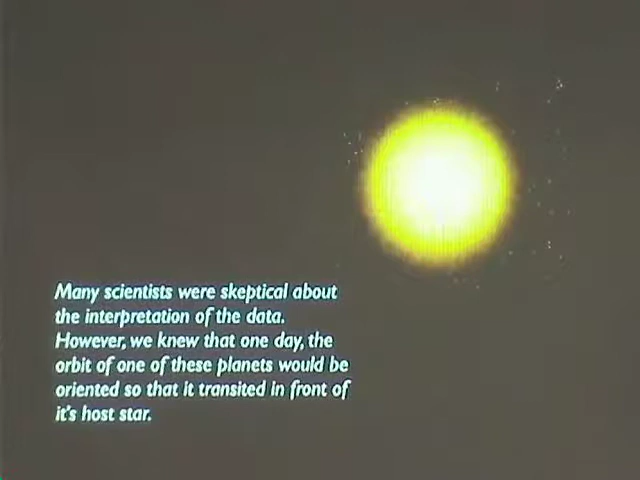 Many scientists were skeptical about
the interpretation of the data.
However, we knew that one day, the
orbit of one of these planets would be
oriented so that it transited in front of
it's host star.